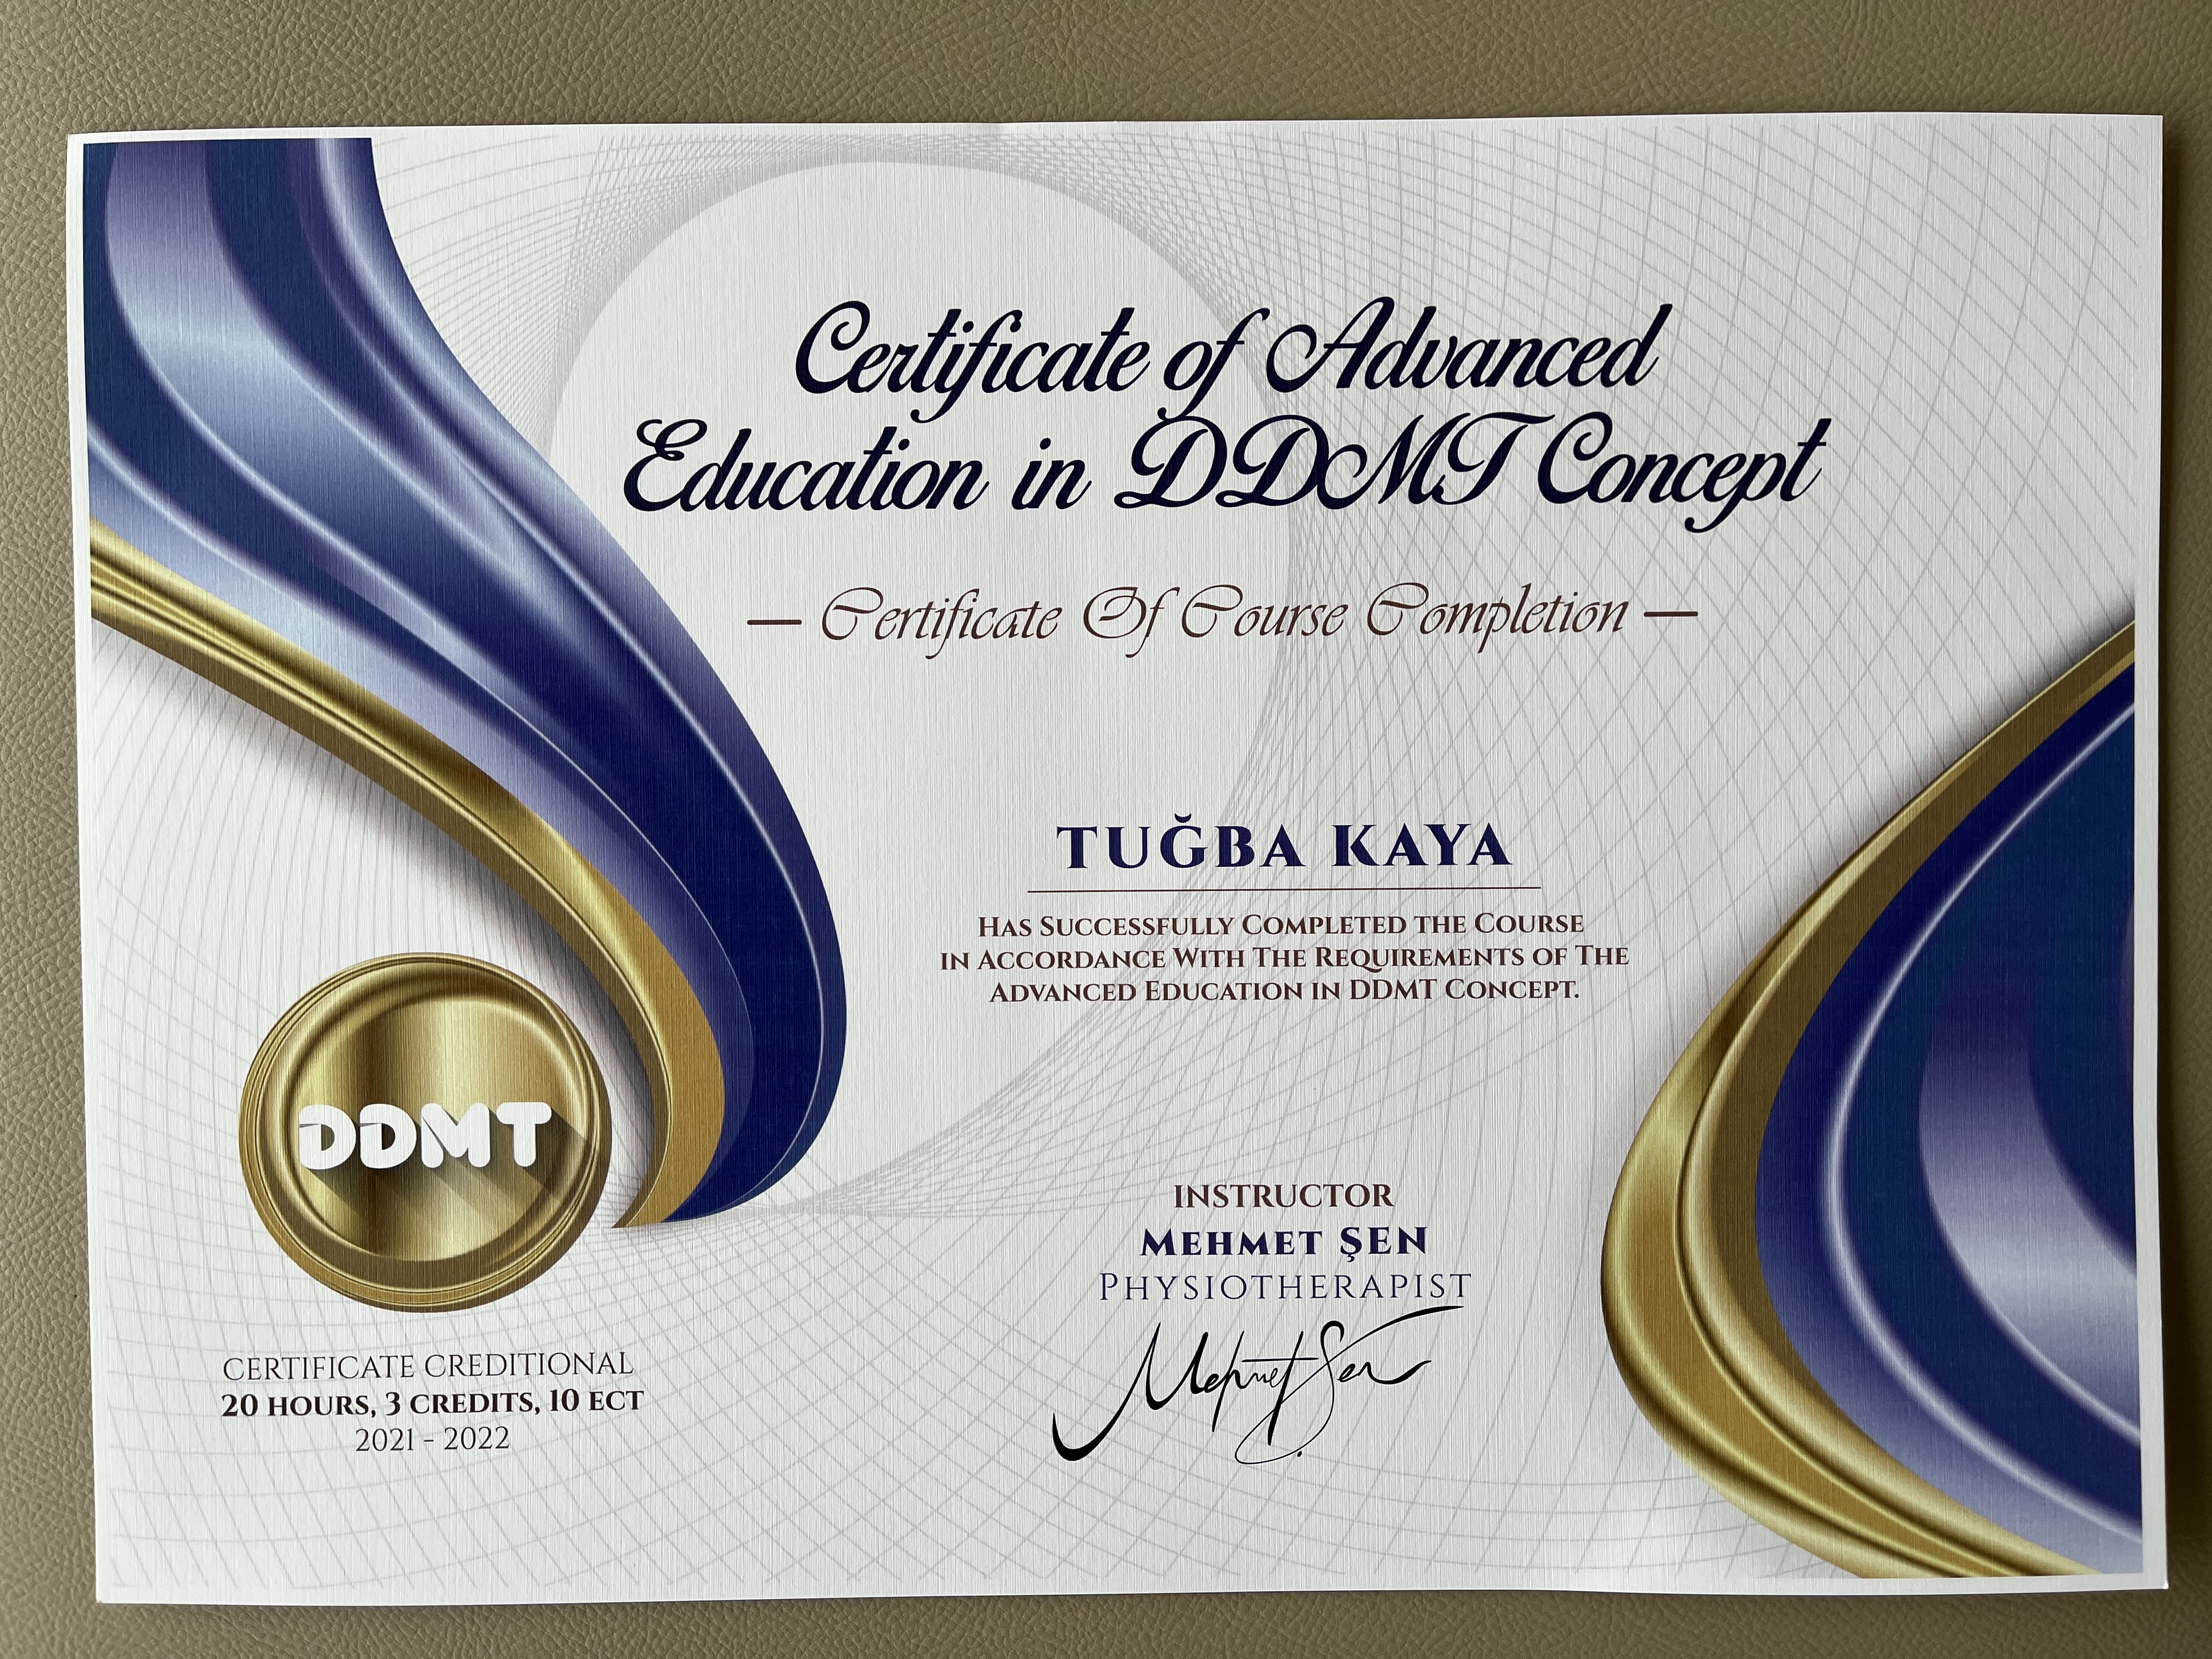 Certificate of Advanced
Education in DDMT Concept
— Certificate Of Course Completion —
TUĞBA KAYA
HAS SUCCESSFULLY COMPLETED THE COURSE
IN ACCORDANCE WITH THE REQUIREMENTS OF THE
ADVANCED EDUCATION IN DDMT CONCEPT.
DDMT
INSTRUCTOR
MEHMET ŞEN
PHYSIOTHERAPIST
Mehmet Şen
CERTIFICATE CREDITIONAL
20 HOURS, 3 CREDITS, 10 ECT
2021 - 2022